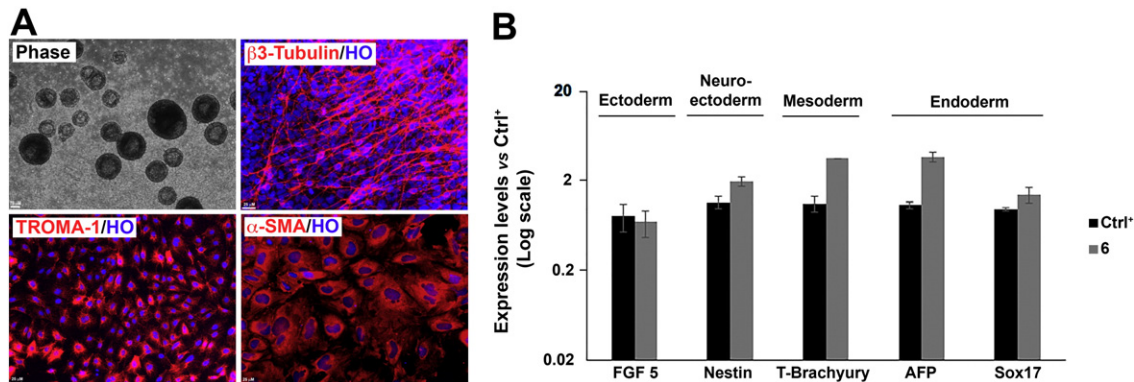 A
Phase
β3-Tubulin/HO
TROMA-1/HO
α-SMA/HO
B
Expression levels vs Ctrl⁺
(Log scale)
20
2
0.2
0.02
Ectoderm
Neuro-
ectoderm
Mesoderm
Endoderm
FGF 5
Nestin
T-Brachyury
AFP
Sox17
Ctrl⁺
6